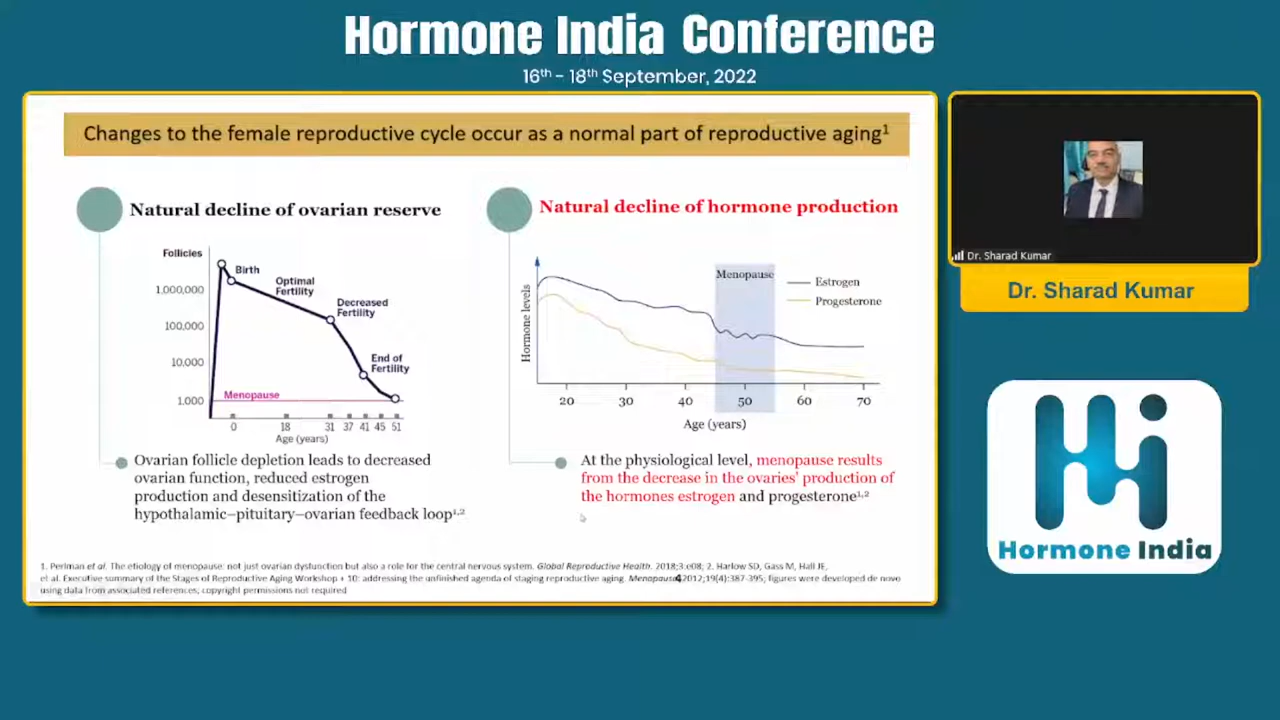 Hormone India Conference
16th - 18th September, 2022
Changes to the female reproductive cycle occur as a normal part of reproductive aging1
Natural decline of ovarian reserve
Follicles
1,000,000
100,000
10,000
1,000
Birth
Optimal
Fertility
Decreased
Fertility
End of
Fertility
Menopause
0 18 31 37 41 45 51
Age (years)
Ovarian follicle depletion leads to decreased
ovarian function, reduced estrogen
production and desensitization of the
hypothalamic–pituitary–ovarian feedback loop1,2
Natural decline of hormone production
Hormone levels
Menopause
Estrogen
Progesterone
20 30 40 50 60 70
Age (years)
At the physiological level, menopause results
from the decrease in the ovaries' production of
the hormones estrogen and progesterone1,2
1. Perlman et al. The etiology of menopause: not just ovarian dysfunction but also a role for the central nervous system. Global Reproductive Health. 2018;3:e08; 2. Harlow SD, Gass M, Hall JE,
et al. Executive summary of the Stages of Reproductive Aging Workshop + 10: addressing the unfinished agenda of staging reproductive aging. Menopause 2012;19(4):387-395; figures were developed de novo
using data from associated references; copyright permissions not required
4
Dr. Sharad Kumar
Dr. Sharad Kumar
Hi
Hormone India